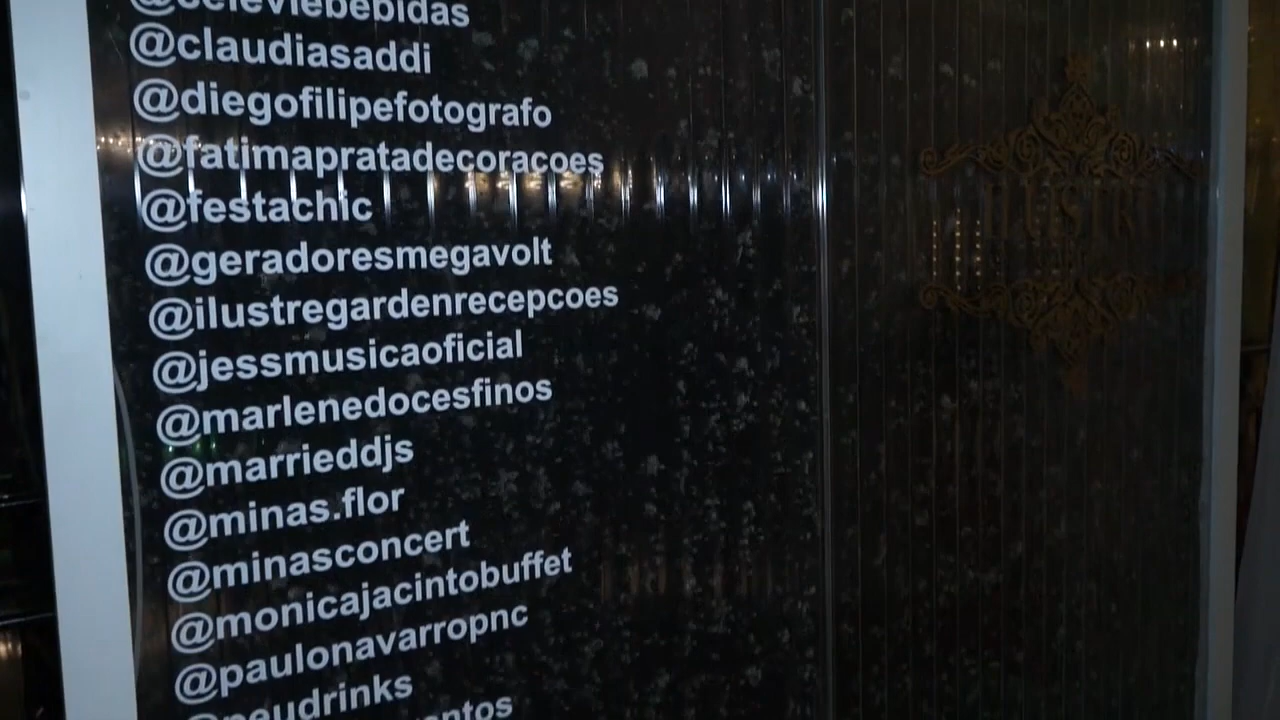 @claudiasaddi
@diegofilipefotografo
@fatimapratadecoracoes
@festachic
@geradoresmegavolt
@ilustregardenrecepcoes
@jessmusicaoficial
@marlenedocesfinos
@marrieddjs
@minas.flor
@minasconcert
@monicajacintobuffet
@paulonavarropnc